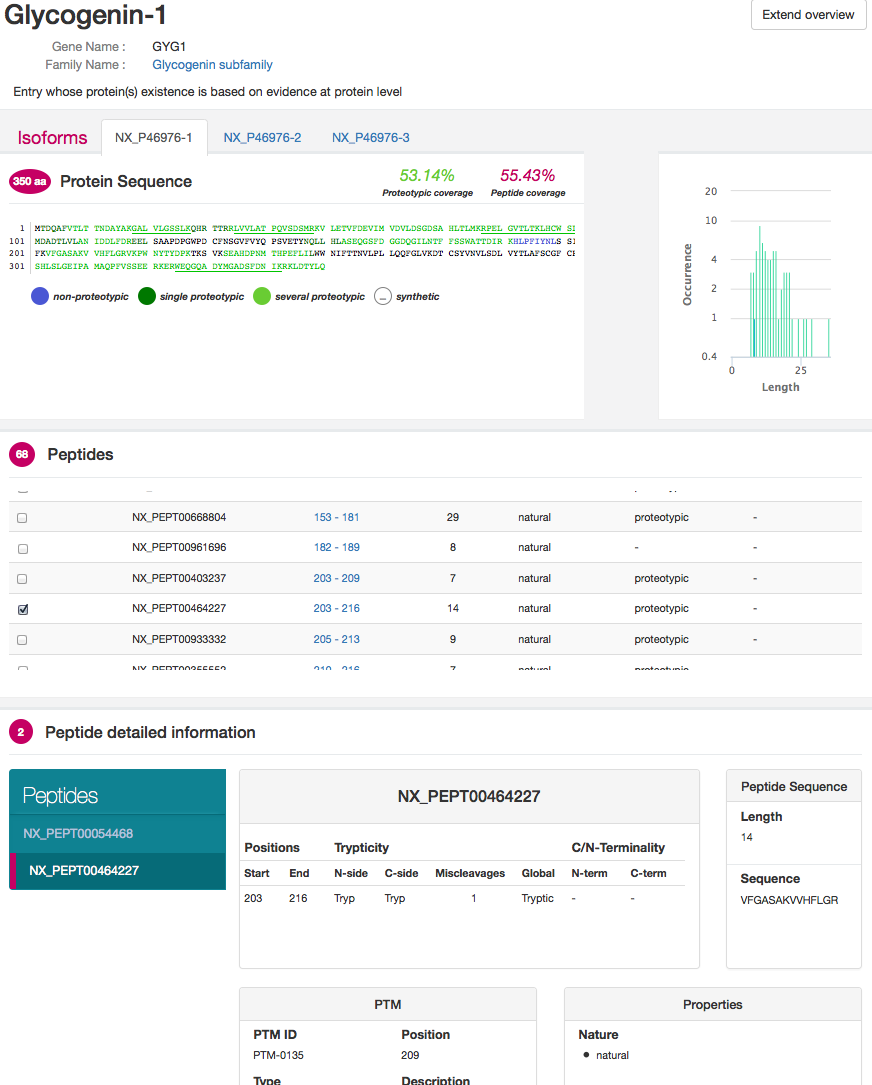 Glycogenin-1
Extend overview
Gene Name : GYG1
Family Name : Glycogenin subfamily
Entry whose protein(s) existence is based on evidence at protein level
Isoforms NX_P46976-1 NX_P46976-2 NX_P46976-3
350 aa Protein Sequence 53.14% 55.43%
Proteotypic coverage Peptide coverage
1 MTDQAFVTLT TNDAYAKGAL VLGSSLKQHR TTRRLVVLAT PQVSDSMRKV LETVFDEVIM VDVLDSGDSA HLTLMKRPEL GVTLTKLHCW S
101 MDADTLVLAN IDDLFDREEL SAAPDPGWPD CFNSGVFVYQ PSVETYNQLL HLASEQGSFD GGDQGILNTF FSSWATTDIR KHLPFIYNLS S
201 FKVFGASAKV VHFLGRVKPW NYTYDPKTKS VKSEAHDPNM THPEFLILWW NIFTTNVLPL LQQFGLVKDT CSYVNVLSDL VYTLAFSCGF C
301 SHLSLGEIPA MAQPFVSSEE RKERWEQGQA DYMGADSFDN IKRKLDTYLQ
non-proteotypic single proteotypic several proteotypic synthetic
20
10
4
2
1
0.4
0 25
Occurrence
Length
68 Peptides
NX_PEPT00668804 153 - 181 29 natural proteotypic -
NX_PEPT00961696 182 - 189 8 natural - -
NX_PEPT00403237 203 - 209 7 natural proteotypic -
NX_PEPT00464227 203 - 216 14 natural proteotypic -
NX_PEPT00933332 205 - 213 9 natural proteotypic -
210 - 216 7 natural proteotypic
2 Peptide detailed information
Peptides
NX_PEPT00054468
NX_PEPT00464227
NX_PEPT00464227
Positions Trypticity C/N-Terminality
Start End N-side C-side Miscleavages Global N-term C-term
203 216 Tryp Tryp 1 Tryptic - -
Peptide Sequence
Length
14
Sequence
VFGASAKVVHFLGR
PTM
PTM ID Position
PTM-0135 209
Type Description
Properties
Nature
natural